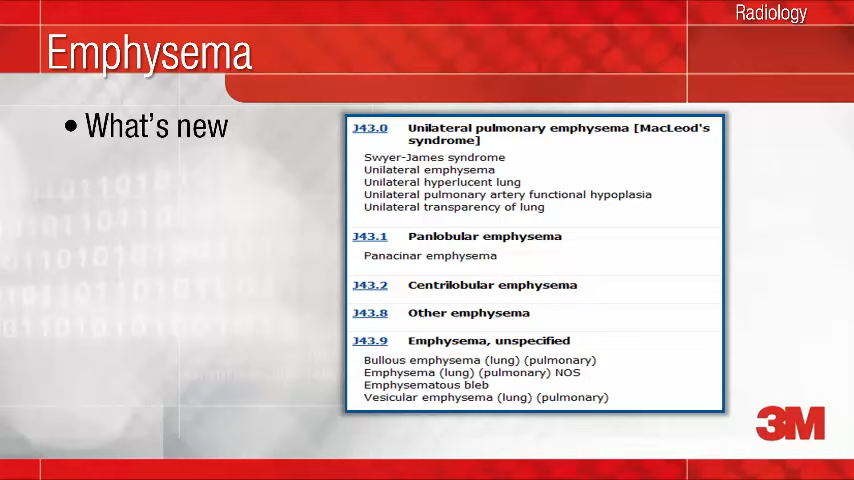 Radiology
Emphysema
• What's new
J43.0 Unilateral pulmonary emphysema [MacLeod's
syndrome]
Swyer-James syndrome
Unilateral emphysema
Unilateral hyperlucent lung
Unilateral pulmonary artery functional hypoplasia
Unilateral transparency of lung
J43.1 Panlobular emphysema
Panacinar emphysema
J43.2 Centrilobular emphysema
J43.8 Other emphysema
J43.9 Emphysema, unspecified
Bullous emphysema (lung) (pulmonary)
Emphysema (lung) (pulmonary) NOS
Emphysematous bleb
Vesicular emphysema (lung) (pulmonary)
3M